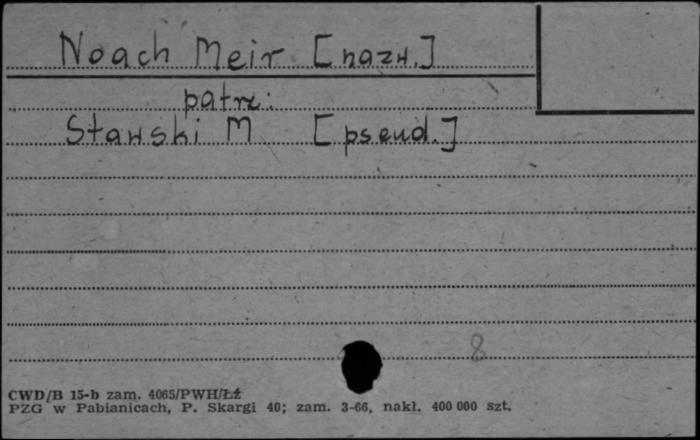 Noach Meir [nazw.]
patrz:
Stawski M [pseud.]
8
CWD/B 15-b zam. 4065/PWH/ŁŹ
PZG w Pabianicach, P. Skargi 40; zam. 3-66, nakł. 400 000 szt.